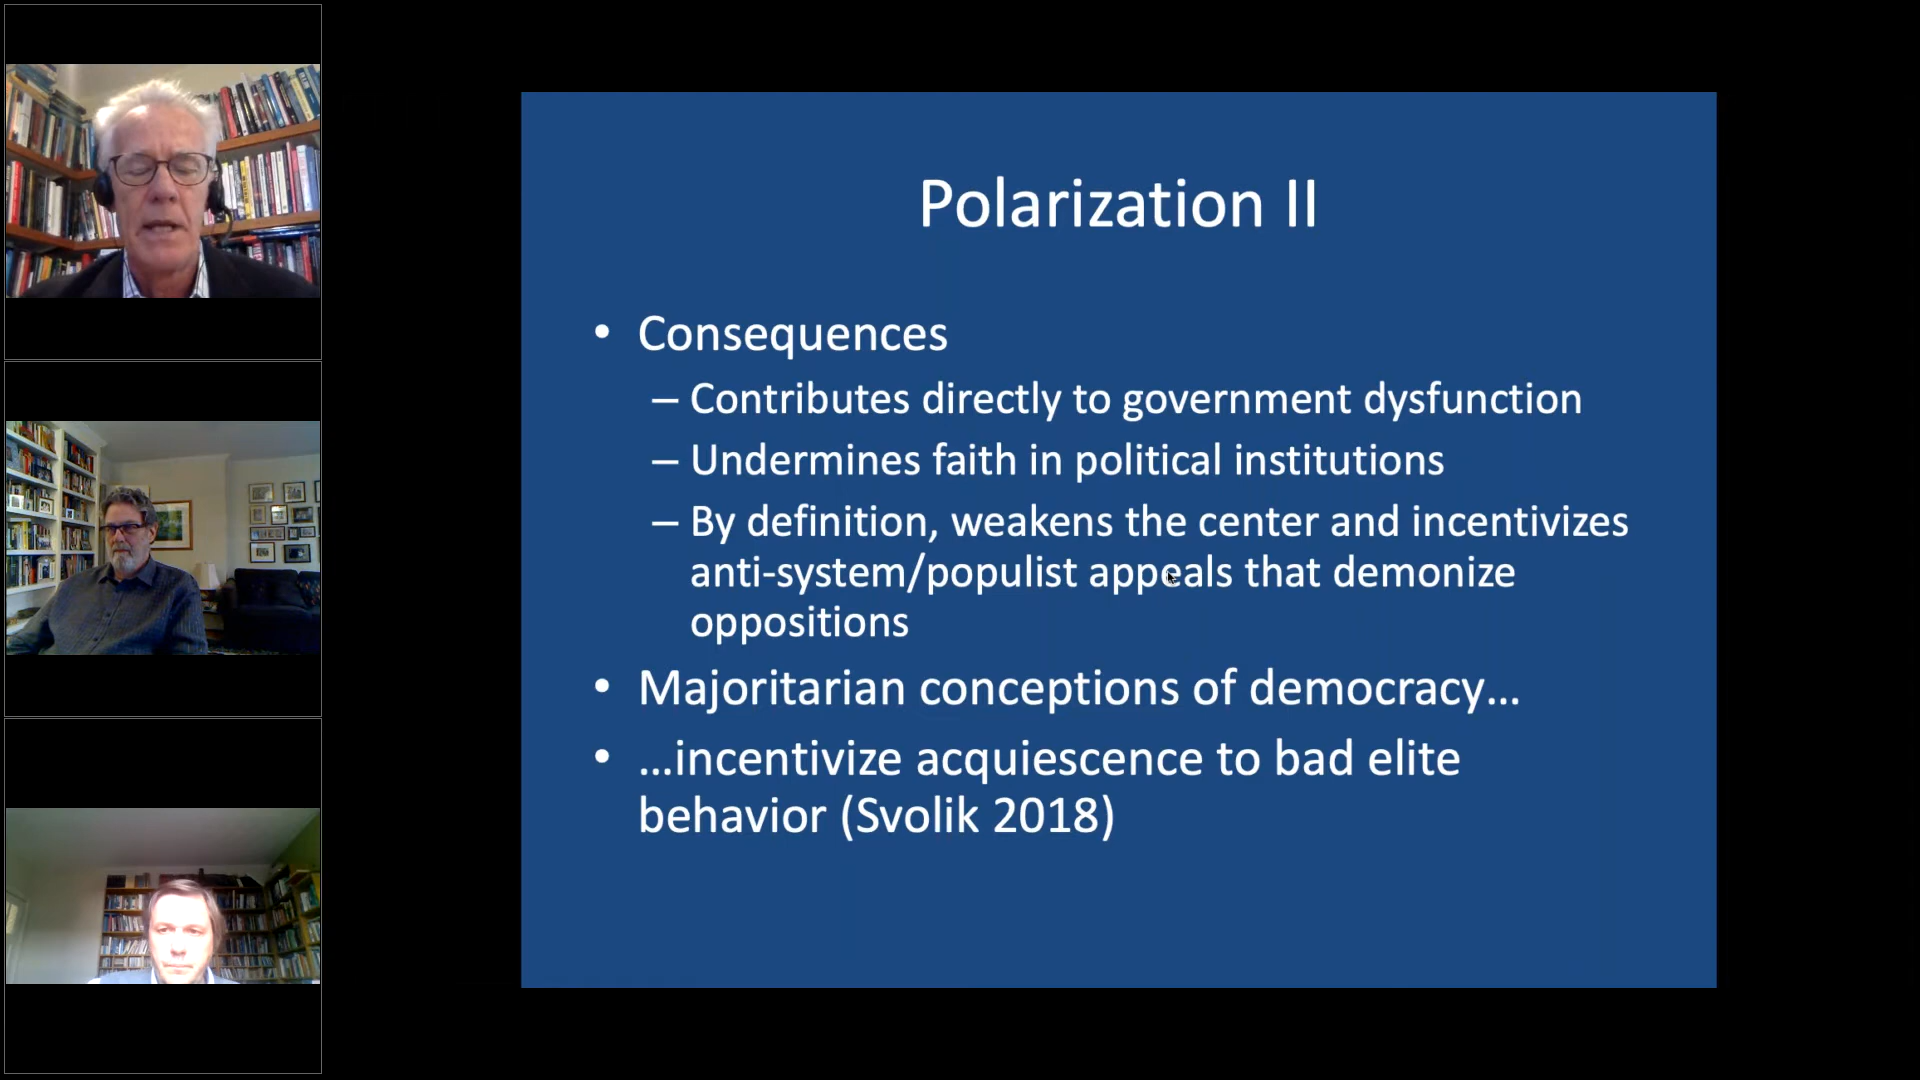 Polarization II
• Consequences
– Contributes directly to government dysfunction
– Undermines faith in political institutions
– By definition, weakens the center and incentivizes
anti-system/populist appeals that demonize
oppositions
• Majoritarian conceptions of democracy…
• …incentivize acquiescence to bad elite
behavior (Svolik 2018)